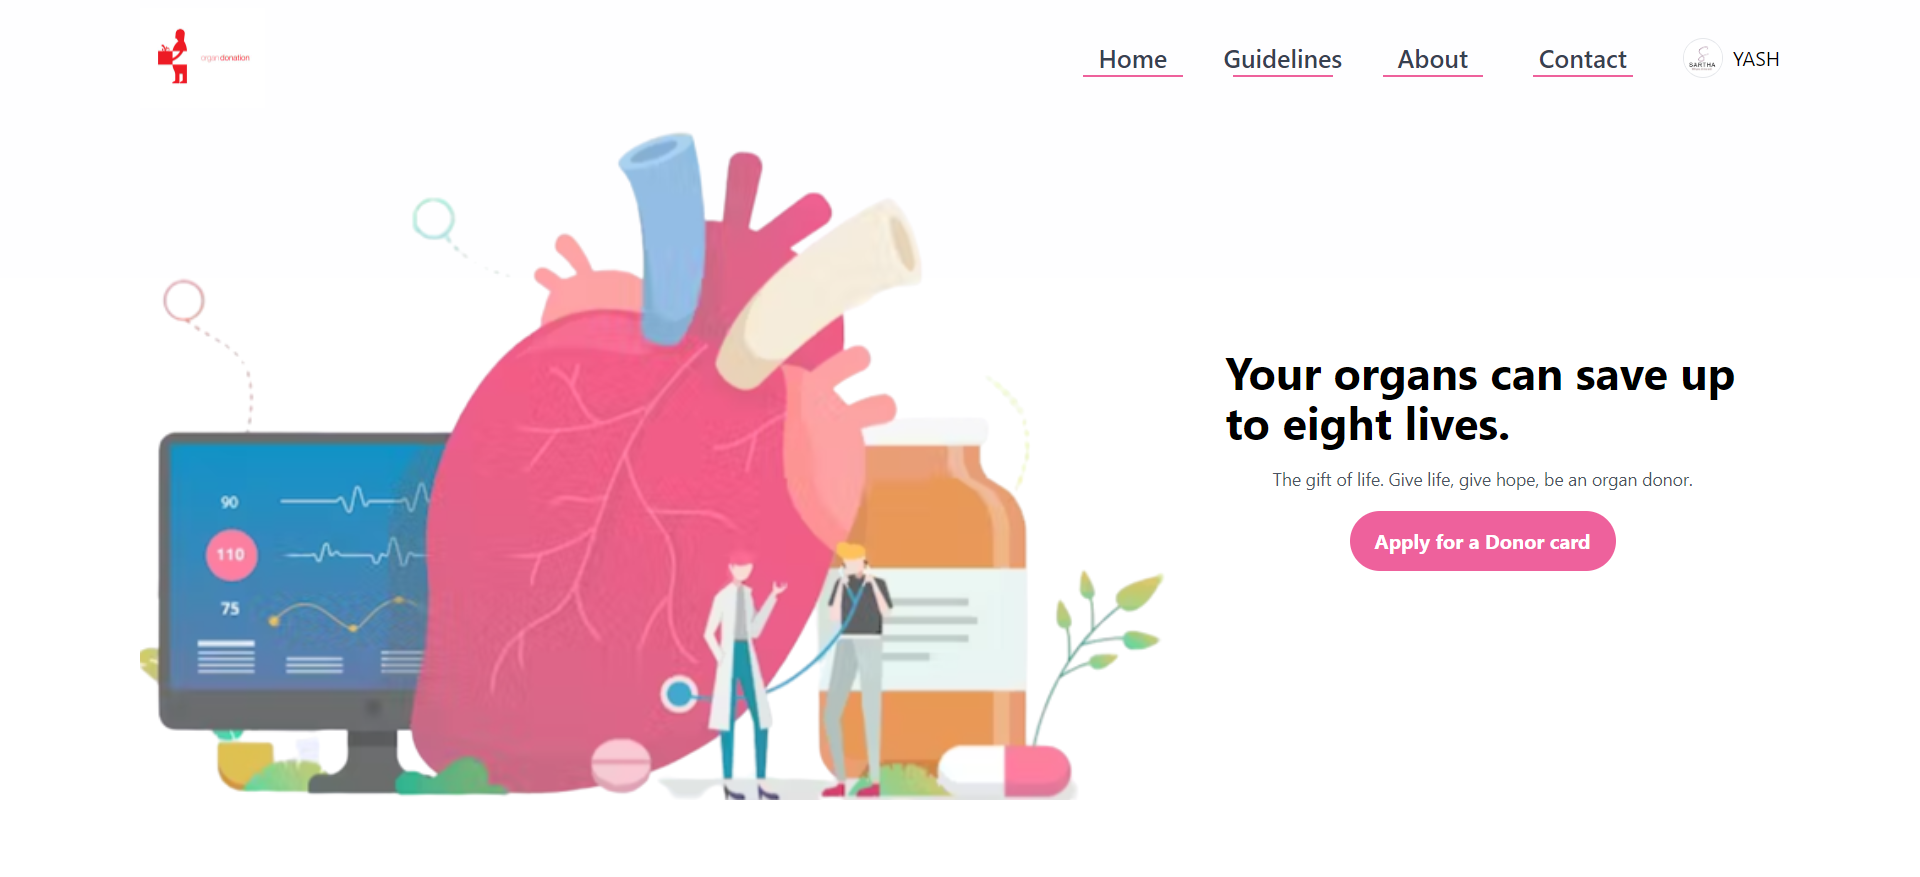 organdonation
Home Guidelines About Contact
SARTHA
YASH
Your organs can save up
to eight lives.
The gift of life. Give life, give hope, be an organ donor.
Apply for a Donor card
90
110
75